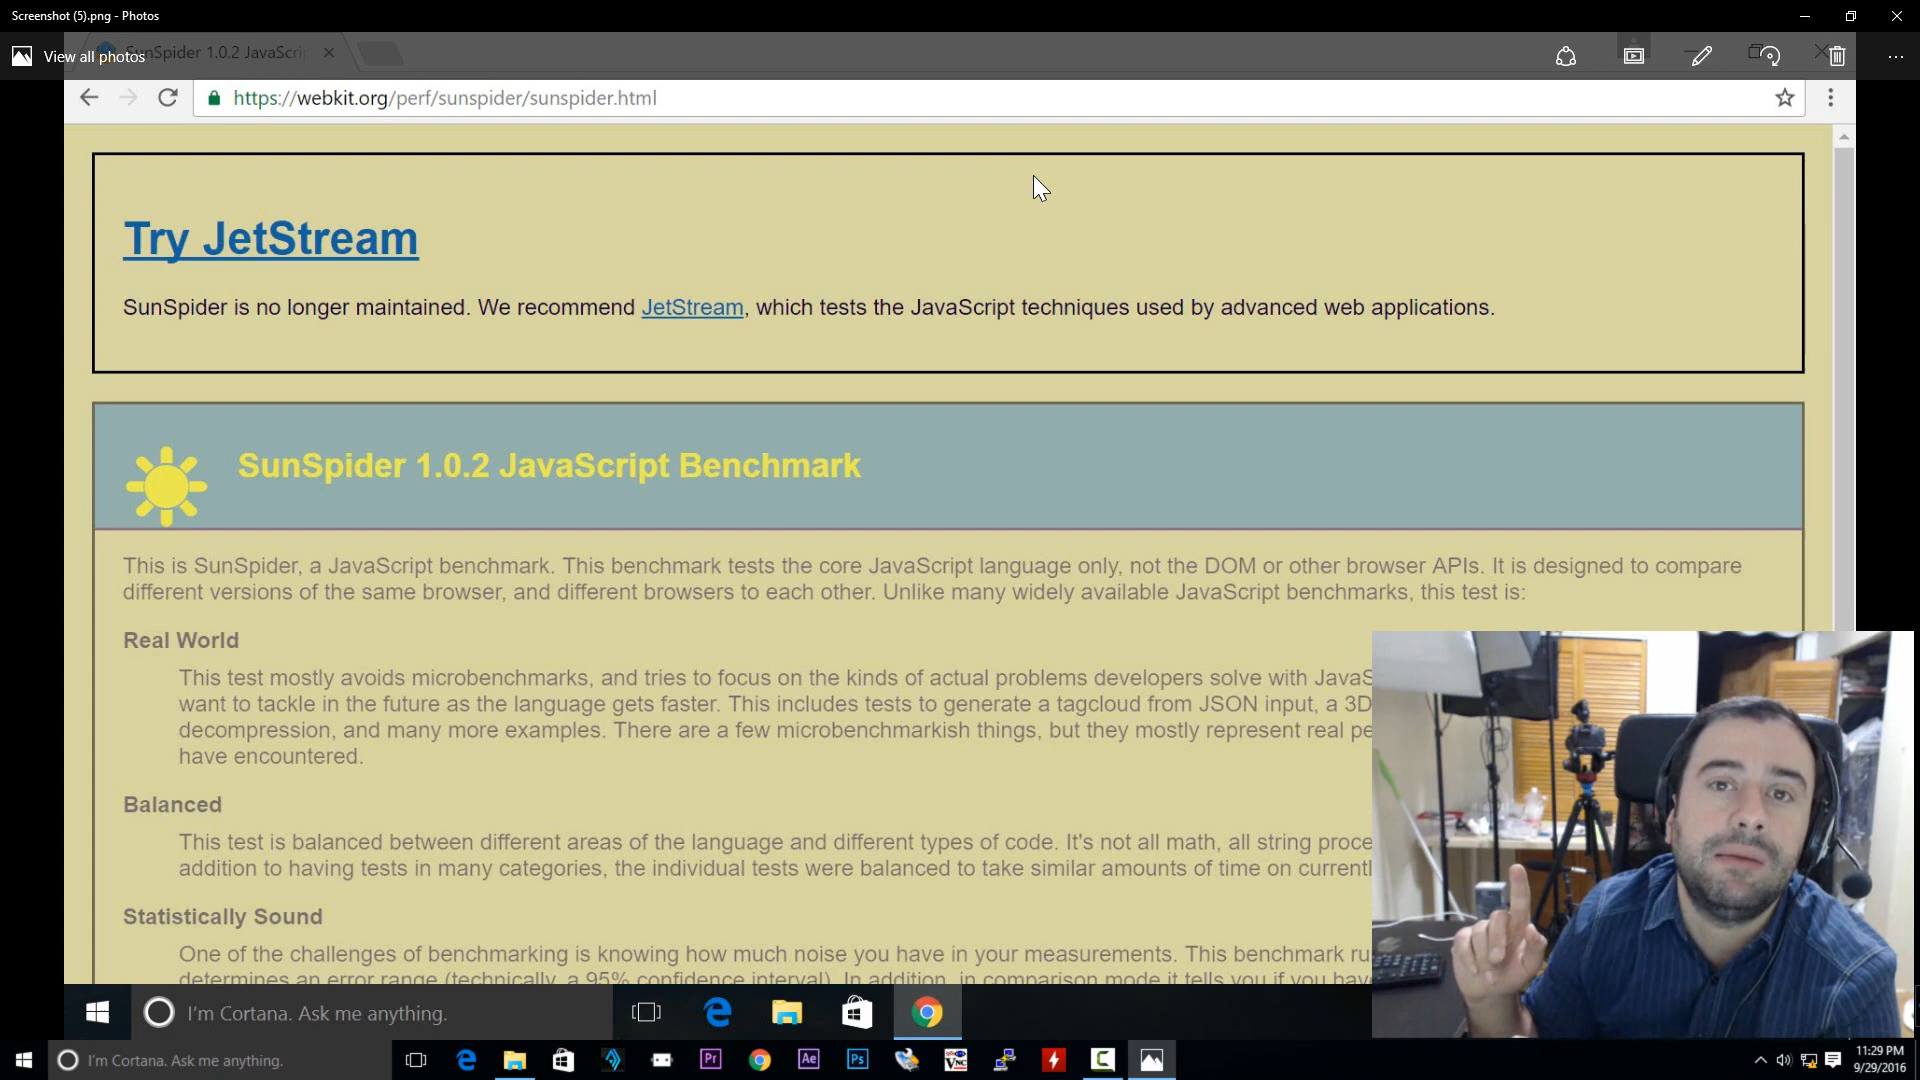 Screenshot (5).png - Photos
View all photos
SunSpider 1.0.2 JavaScri
https://webkit.org/perf/sunspider/sunspider.html
Try JetStream
SunSpider is no longer maintained. We recommend JetStream, which tests the JavaScript techniques used by advanced web applications.
SunSpider 1.0.2 JavaScript Benchmark
This is SunSpider, a JavaScript benchmark. This benchmark tests the core JavaScript language only, not the DOM or other browser APIs. It is designed to compare
different versions of the same browser, and different browsers to each other. Unlike many widely available JavaScript benchmarks, this test is:
Real World
This test mostly avoids microbenchmarks, and tries to focus on the kinds of actual problems developers solve with JavaS
want to tackle in the future as the language gets faster. This includes tests to generate a tagcloud from JSON input, a 3D
decompression, and many more examples. There are a few microbenchmarkish things, but they mostly represent real pe
have encountered.
Balanced
This test is balanced between different areas of the language and different types of code. It's not all math, all string proce
addition to having tests in many categories, the individual tests were balanced to take similar amounts of time on currentl
Statistically Sound
One of the challenges of benchmarking is knowing how much noise you have in your measurements. This benchmark ru
determines an error range (technically, a 95% confidence interval). In addition, in comparison mode it tells you if you hav
I'm Cortana. Ask me anything.
I'm Cortana. Ask me anything.
Pr
Ae
Ps
VNC
11:29 PM
9/29/2016